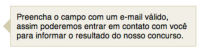 Preencha o campo com um e-mail válido,
assim poderemos entrar em contato com você
para informar o resultado do nosso concurso.